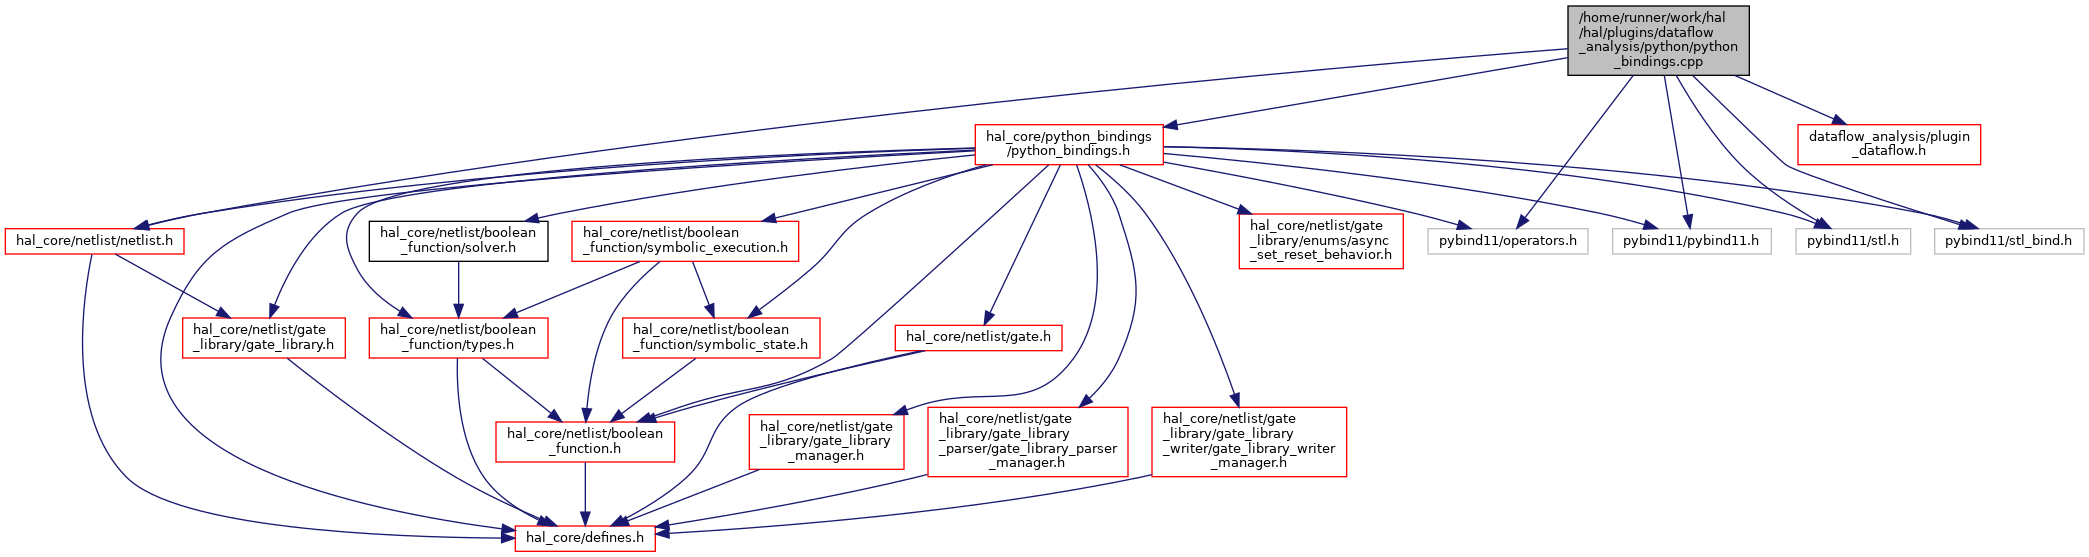 /home/runner/work/hal
/hal/plugins/dataflow
_analysis/python/python
_bindings.cpp
hal_core/python_bindings
/python_bindings.h
dataflow_analysis/plugin
_dataflow.h
hal_core/netlist/netlist.h
hal_core/netlist/boolean
_function/solver.h
hal_core/netlist/boolean
_function/symbolic_execution.h
hal_core/netlist/gate
_library/enums/async
_set_reset_behavior.h
pybind11/operators.h
pybind11/pybind11.h
pybind11/stl.h
pybind11/stl_bind.h
hal_core/netlist/gate
_library/gate_library.h
hal_core/netlist/boolean
_function/types.h
hal_core/netlist/boolean
_function/symbolic_state.h
hal_core/netlist/gate.h
hal_core/netlist/boolean
_function.h
hal_core/netlist/gate
_library/gate_library
_manager.h
hal_core/netlist/gate
_library/gate_library
_parser/gate_library_parser
_manager.h
hal_core/netlist/gate
_library/gate_library
_writer/gate_library_writer
_manager.h
hal_core/defines.h